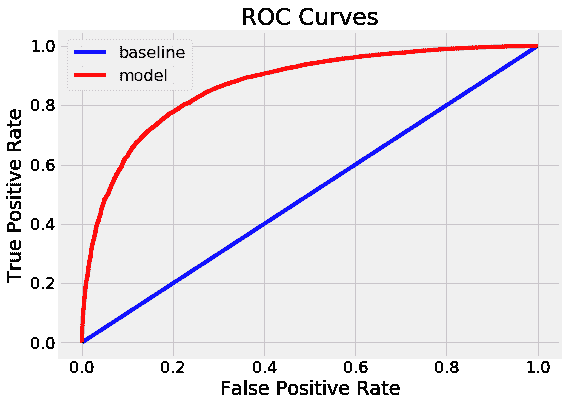 ROC Curves
1.0
0.8
0.6
0.4
0.2
0.0
True Positive Rate
baseline
model
0.0 0.2 0.4 0.6 0.8 1.0
False Positive Rate